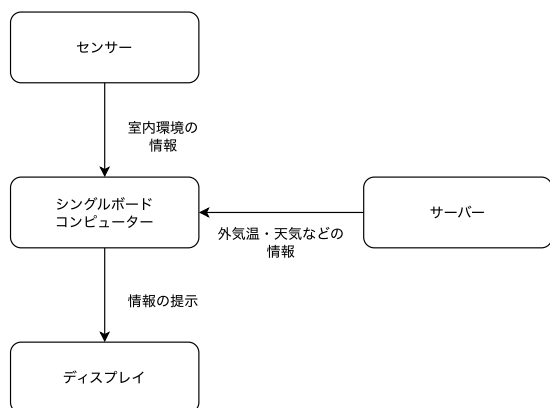 センサー
室内環境の
情報
シングルボード
コンピューター
サーバー
外気温・天気などの
情報
情報の提示
ディスプレイ